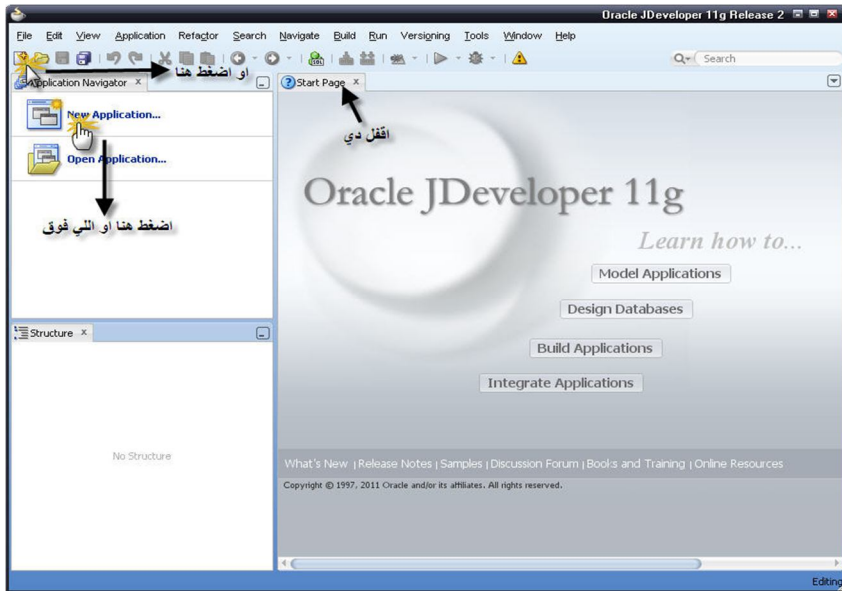 Oracle JDeveloper 11g Release 2
File Edit View Application Refactor Search Navigate Build Run Versioning Tools Window Help
Search
او اضغط هنا
Application Navigator x
Start Page x
New Application...
اقفل دي
Open Application...
اضغط هنا او اللي فوق
Oracle JDeveloper 11g
Learn how to...
Model Applications
Design Databases
Build Applications
Integrate Applications
Structure x
No Structure
What's New | Release Notes | Samples | Discussion Forum | Books and Training | Online Resources
Copyright © 1997, 2011 Oracle and/or its affiliates. All rights reserved.
Editing